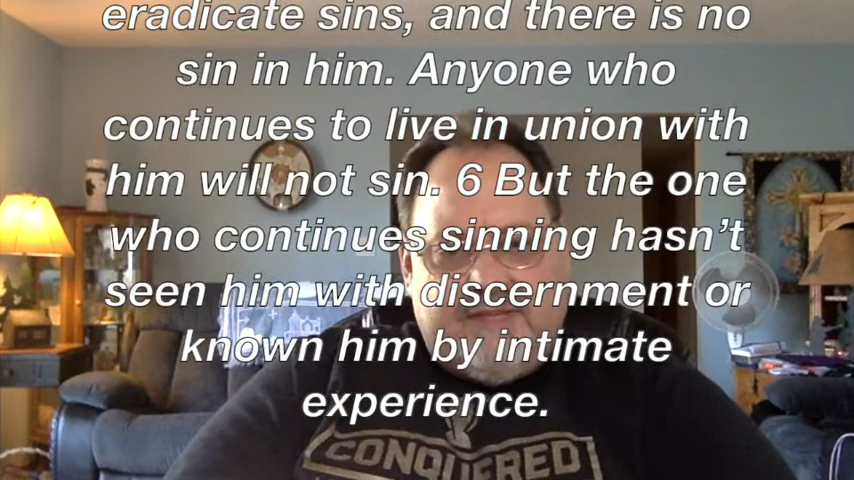 eradicate sins, and there is no
sin in him. Anyone who
continues to live in union with
him will not sin. 6 But the one
who continues sinning hasn't
seen him with discernment or
known him by intimate
experience.
CONQUERED